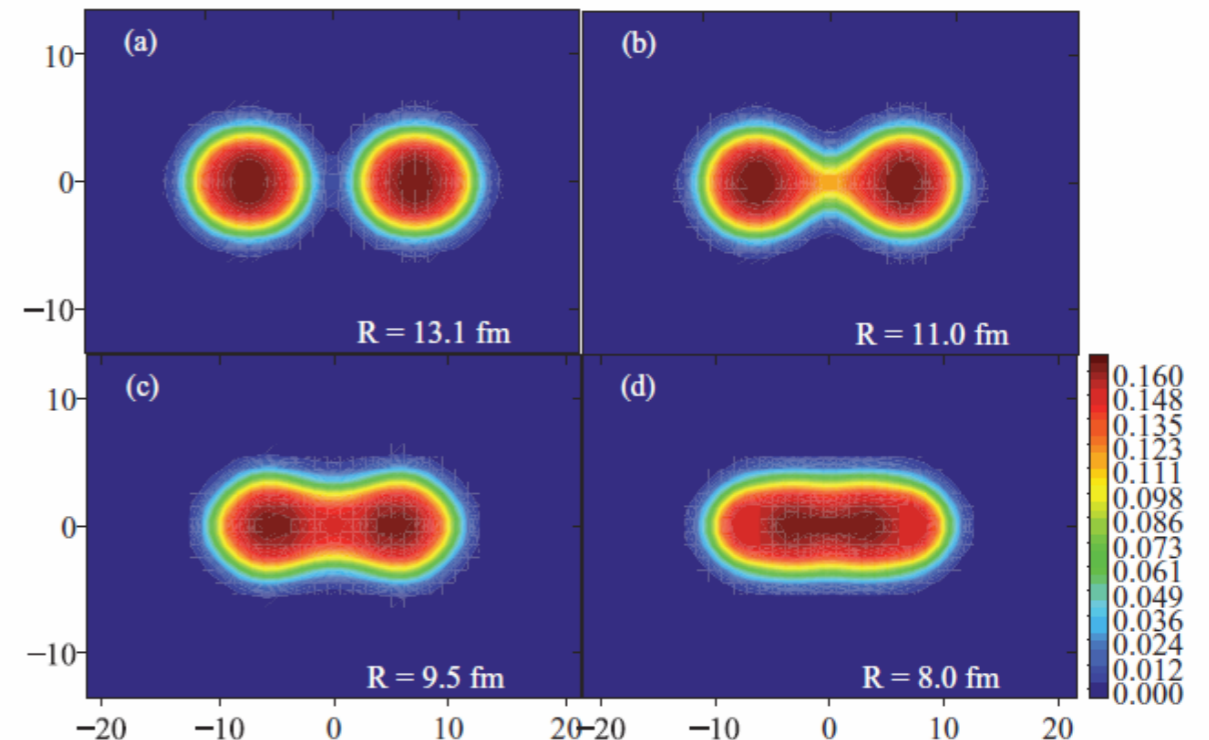 (a)
(b)
10
0
−10
R = 13.1 fm
R = 11.0 fm
(c)
(d)
10
0
−10
R = 9.5 fm
R = 8.0 fm
0.160
0.148
0.135
0.123
0.111
0.098
0.086
0.073
0.061
0.049
0.036
0.024
0.012
0.000
−20 −10 0 10 20 −20 −10 0 10 20